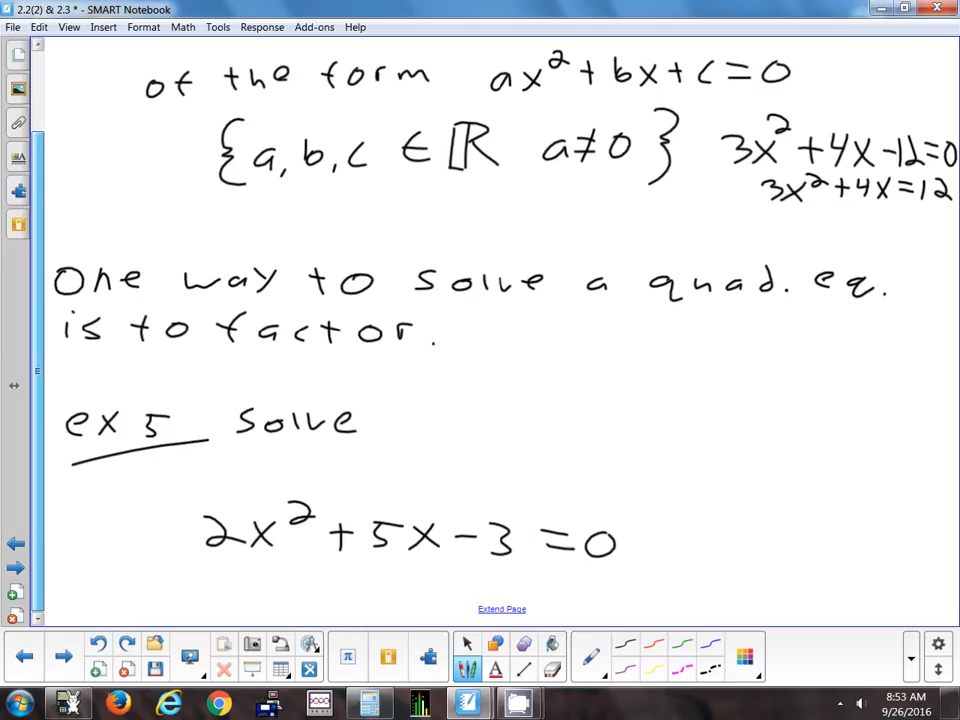 2.2(2) & 2.3 * - SMART Notebook
File Edit View Insert Format Math Tools Response Add-ons Help
of the form ax² + bx + c = 0
{a, b, c ∈ ℝ a ≠ 0}
3x² + 4x - 12 = 0
3x² + 4x = 12
One way to solve a quad. eq.
is to factor.
ex 5 solve
2x² + 5x - 3 = 0
Extend Page
8:53 AM
9/26/2016